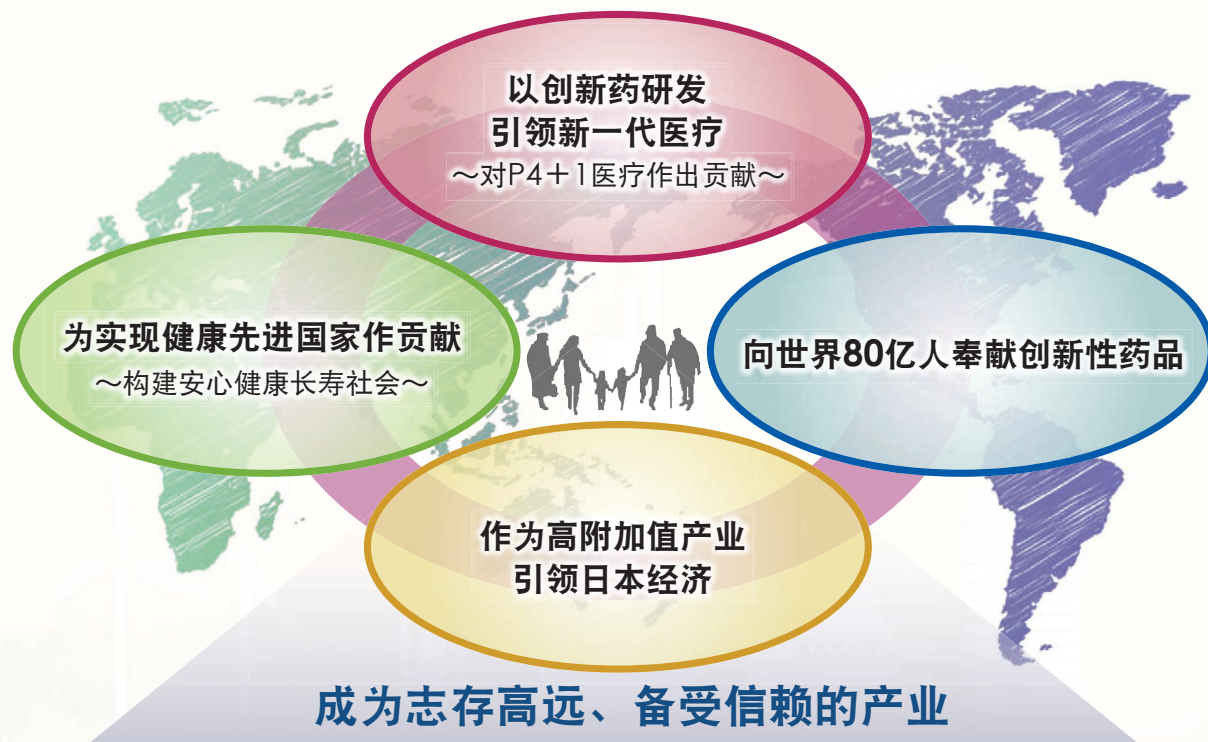 以创新药研发
引领新一代医疗
～对P4＋1医疗作出贡献～
为实现健康先进国家作贡献
～构建安心健康长寿社会～
向世界80亿人奉献创新性药品
作为高附加值产业
引领日本经济
成为志存高远、备受信赖的产业